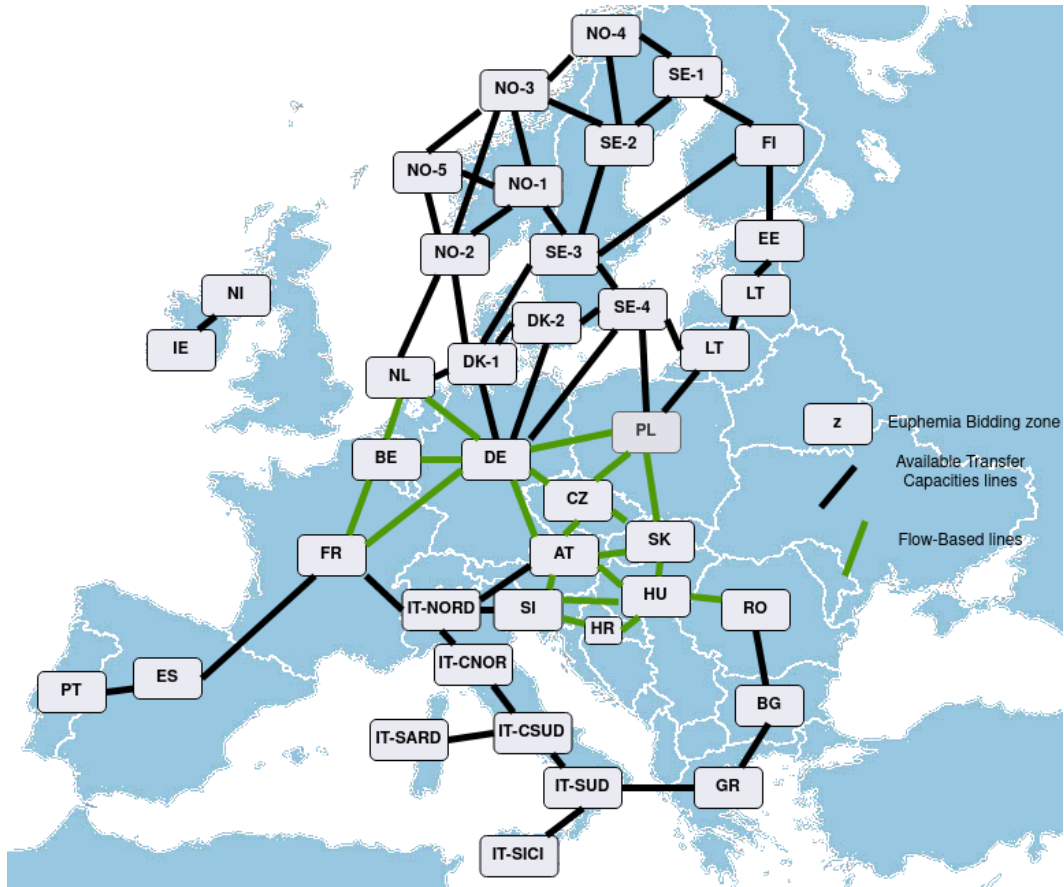 NO-4
SE-1
NO-3
SE-2
FI
NO-5
NO-1
EE
NO-2
SE-3
NI
LT
SE-4
DK-2
IE
LT
DK-1
NL
PL
z
Euphemia Bidding zone
BE
DE
Available Transfer
Capacities lines
CZ
FR
AT
SK
Flow-Based lines
HU
IT-NORD
SI
RO
HR
IT-CNOR
PT
ES
BG
IT-SARD
IT-CSUD
IT-SUD
GR
IT-SICI